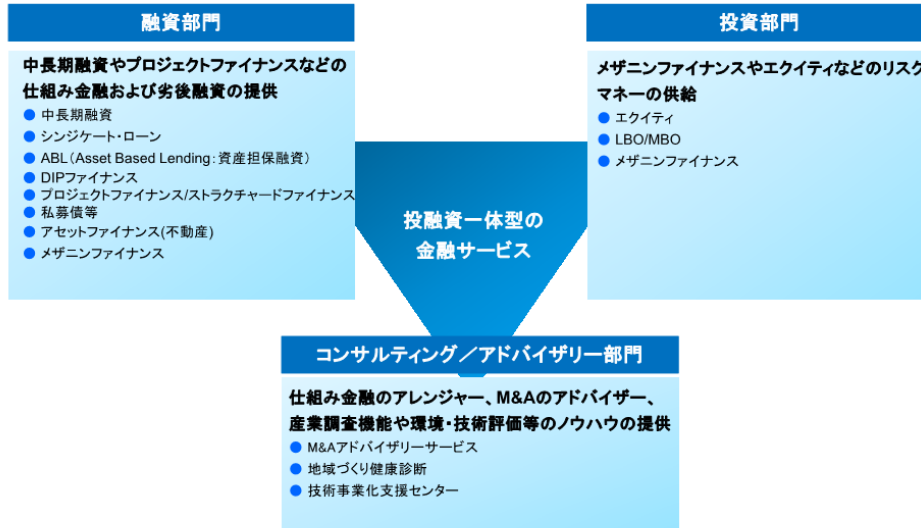 融資部門
中長期融資やプロジェクトファイナンスなどの
仕組み金融および劣後融資の提供
● 中長期融資
● シンジケート・ローン
● ABL（Asset Based Lending：資産担保融資）
● DIPファイナンス
● プロジェクトファイナンス/ストラクチャードファイナンス
● 私募債等
● アセットファイナンス(不動産)
● メザニンファイナンス
投資部門
メザニンファイナンスやエクイティなどのリスク
マネーの供給
● エクイティ
● LBO/MBO
● メザニンファイナンス
投融資一体型の
金融サービス
コンサルティング／アドバイザリー部門
仕組み金融のアレンジャー、M&Aのアドバイザー、
産業調査機能や環境・技術評価等のノウハウの提供
● M&Aアドバイザリーサービス
● 地域づくり健康診断
● 技術事業化支援センター